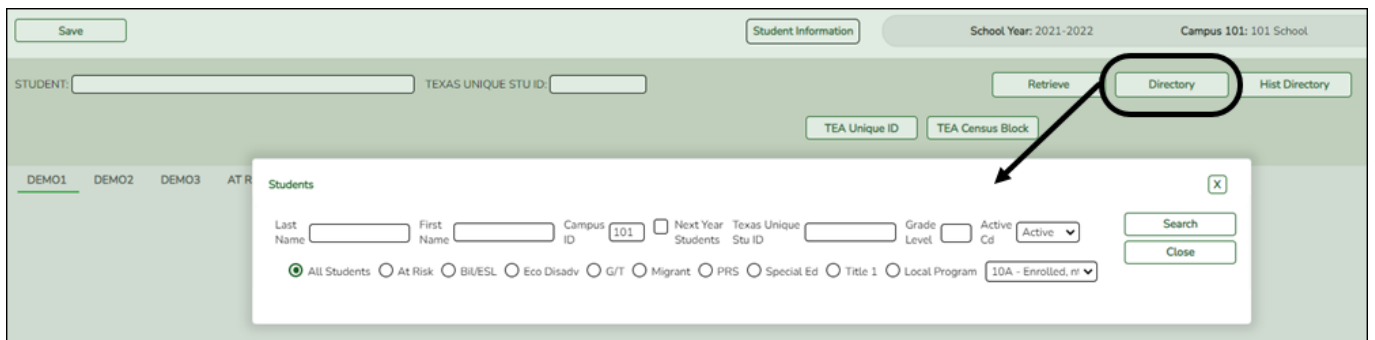 Save
Student Information
School Year: 2021-2022
Campus 101: 101 School
STUDENT:
TEXAS UNIQUE STU ID:
Retrieve
Directory
Hist Directory
TEA Unique ID
TEA Census Block
DEMO1
DEMO2
DEMO3
AT R
Students
X
Last
Name
First
Name
Campus
ID
101
Next Year
Students
Texas Unique
Stu ID
Grade
Level
Active
Cd
Active
Search
Close
All Students
At Risk
Bil/ESL
Eco Disadv
G/T
Migrant
PRS
Special Ed
Title 1
Local Program
10A - Enrolled,